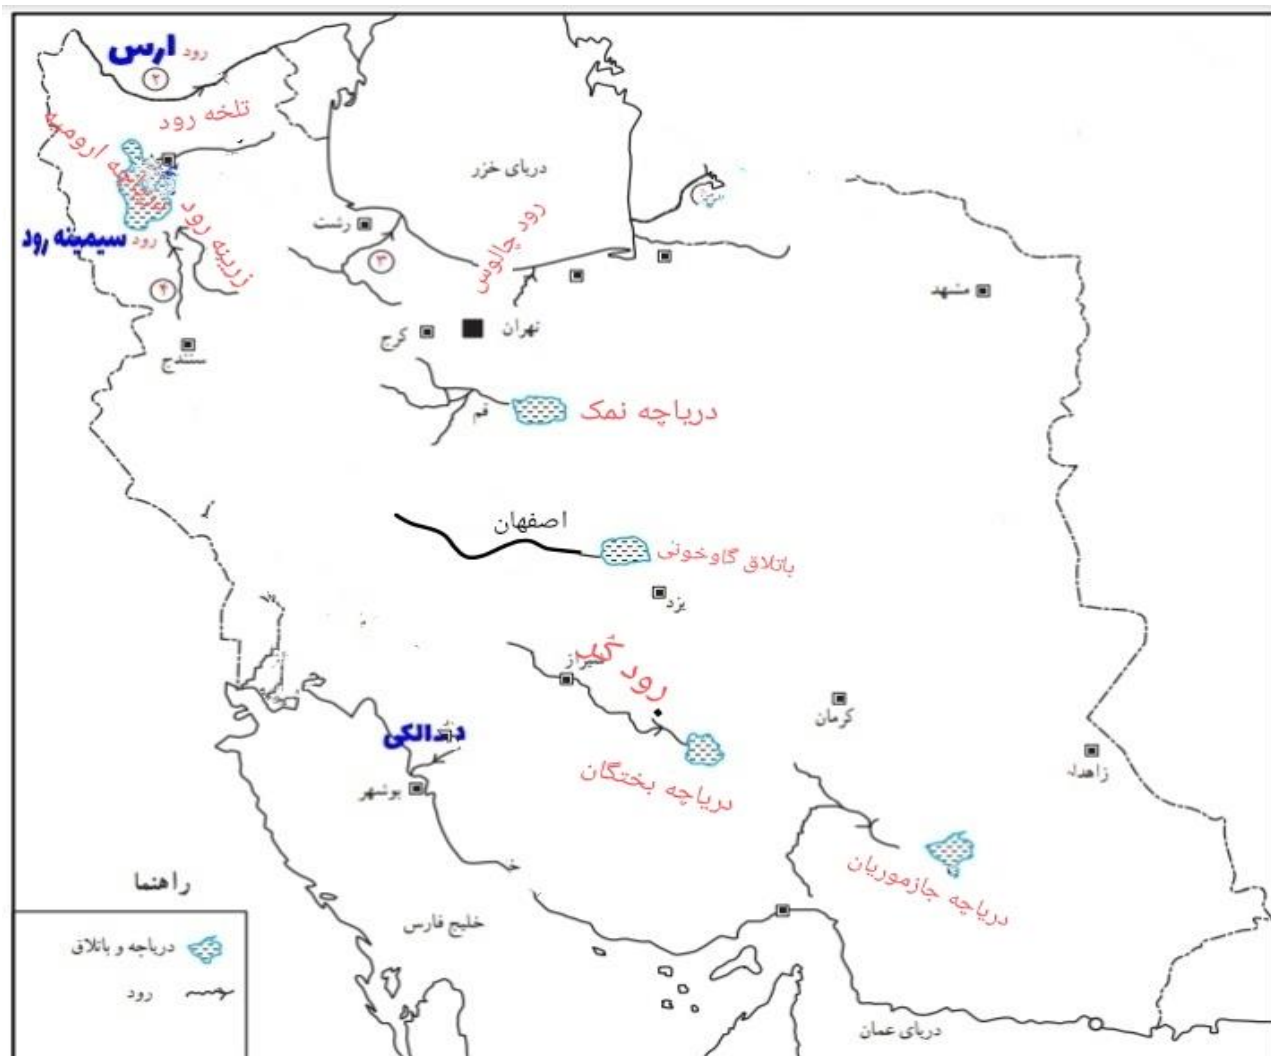 رود ارس
۲
تلخه رود
دریاچه ارومیه
دریای خزر
رشت
رود چالوس
زرینه رود
رود سیمینه رود
۳
۴
مشهد
تهران
کرج
سنندج
قم
دریاچه نمک
اصفهان
باتلاق گاوخونی
یزد
رود کُر
شیراز
کرمان
دالکی
زاهدان
دریاچه بختگان
بوشهر
دریاچه جازموریان
راهنما
خلیج فارس
دریاچه و باتلاق
رود
دریای عمان